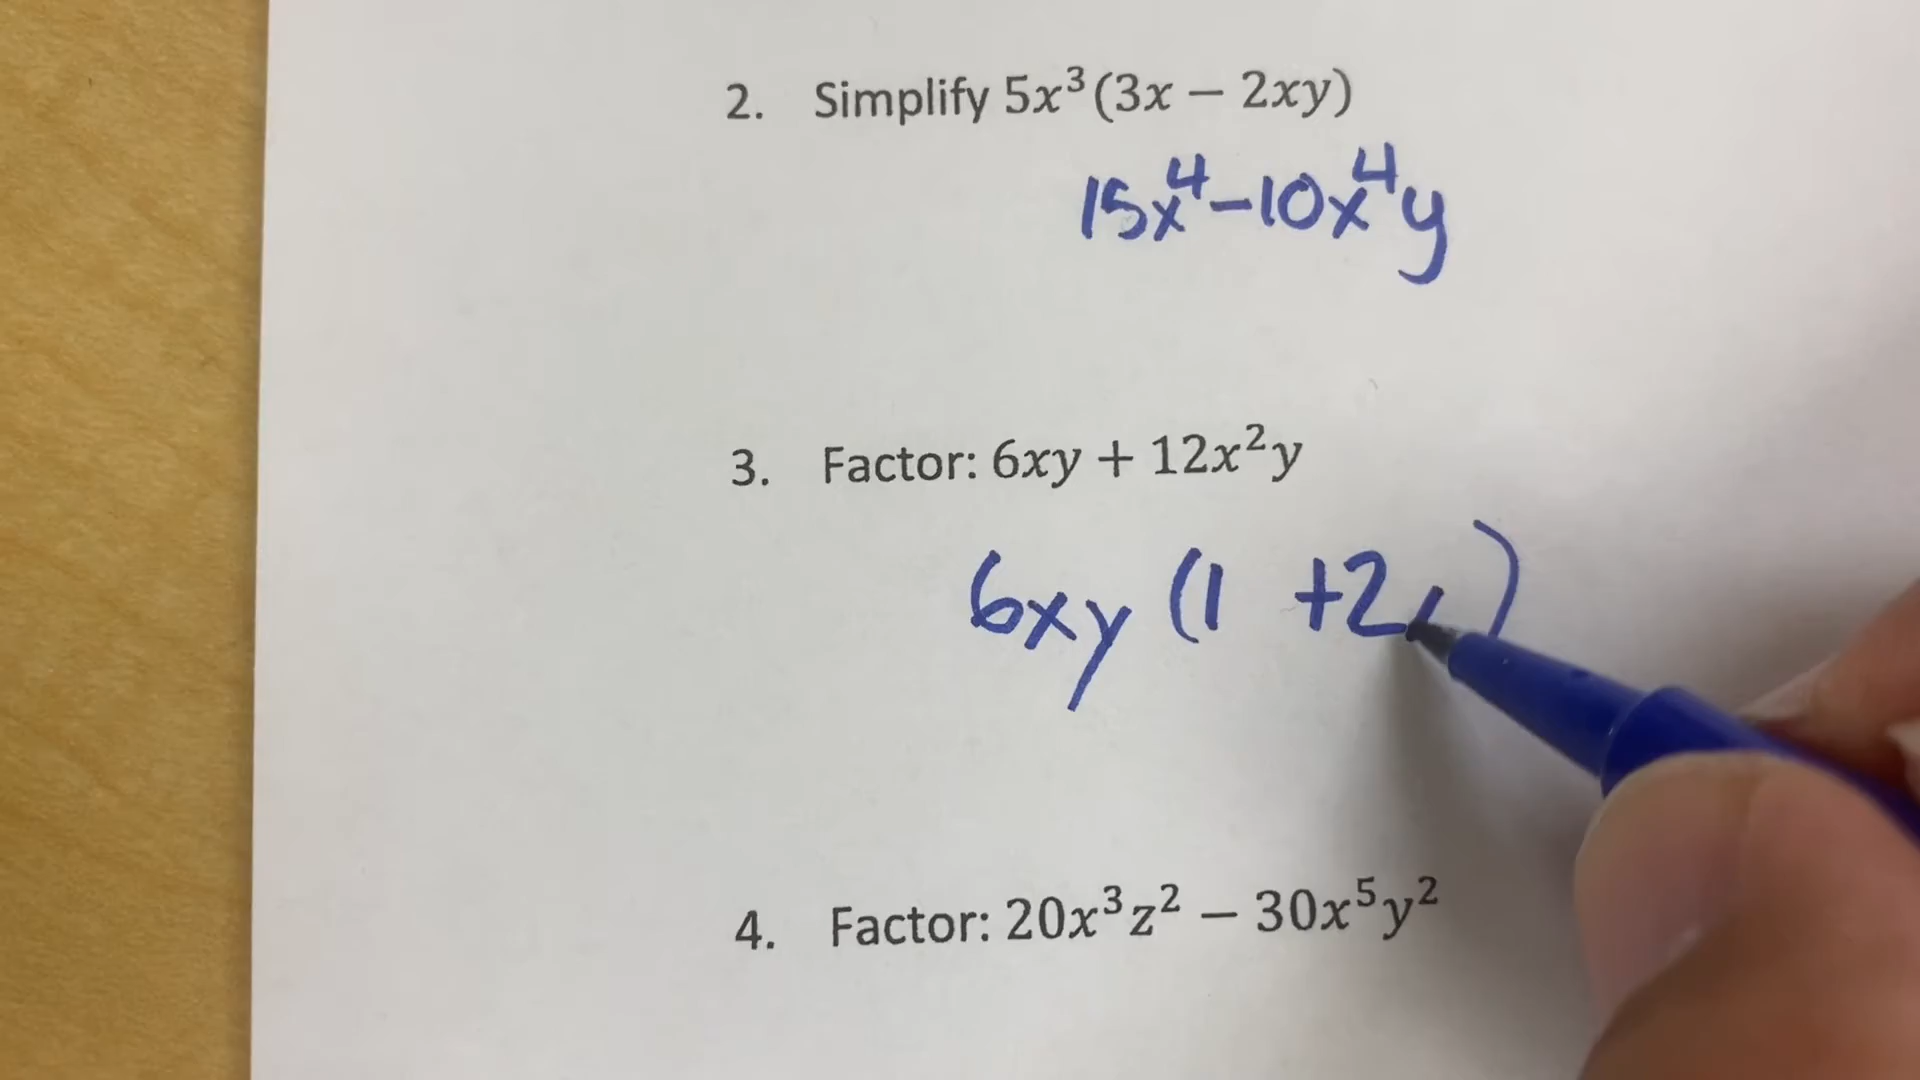 2. Simplify 5x³(3x − 2xy)
15x⁴-10x⁴y
3. Factor: 6xy + 12x²y
6xy (1 +2 )
4. Factor: 20x³z² − 30x⁵y²